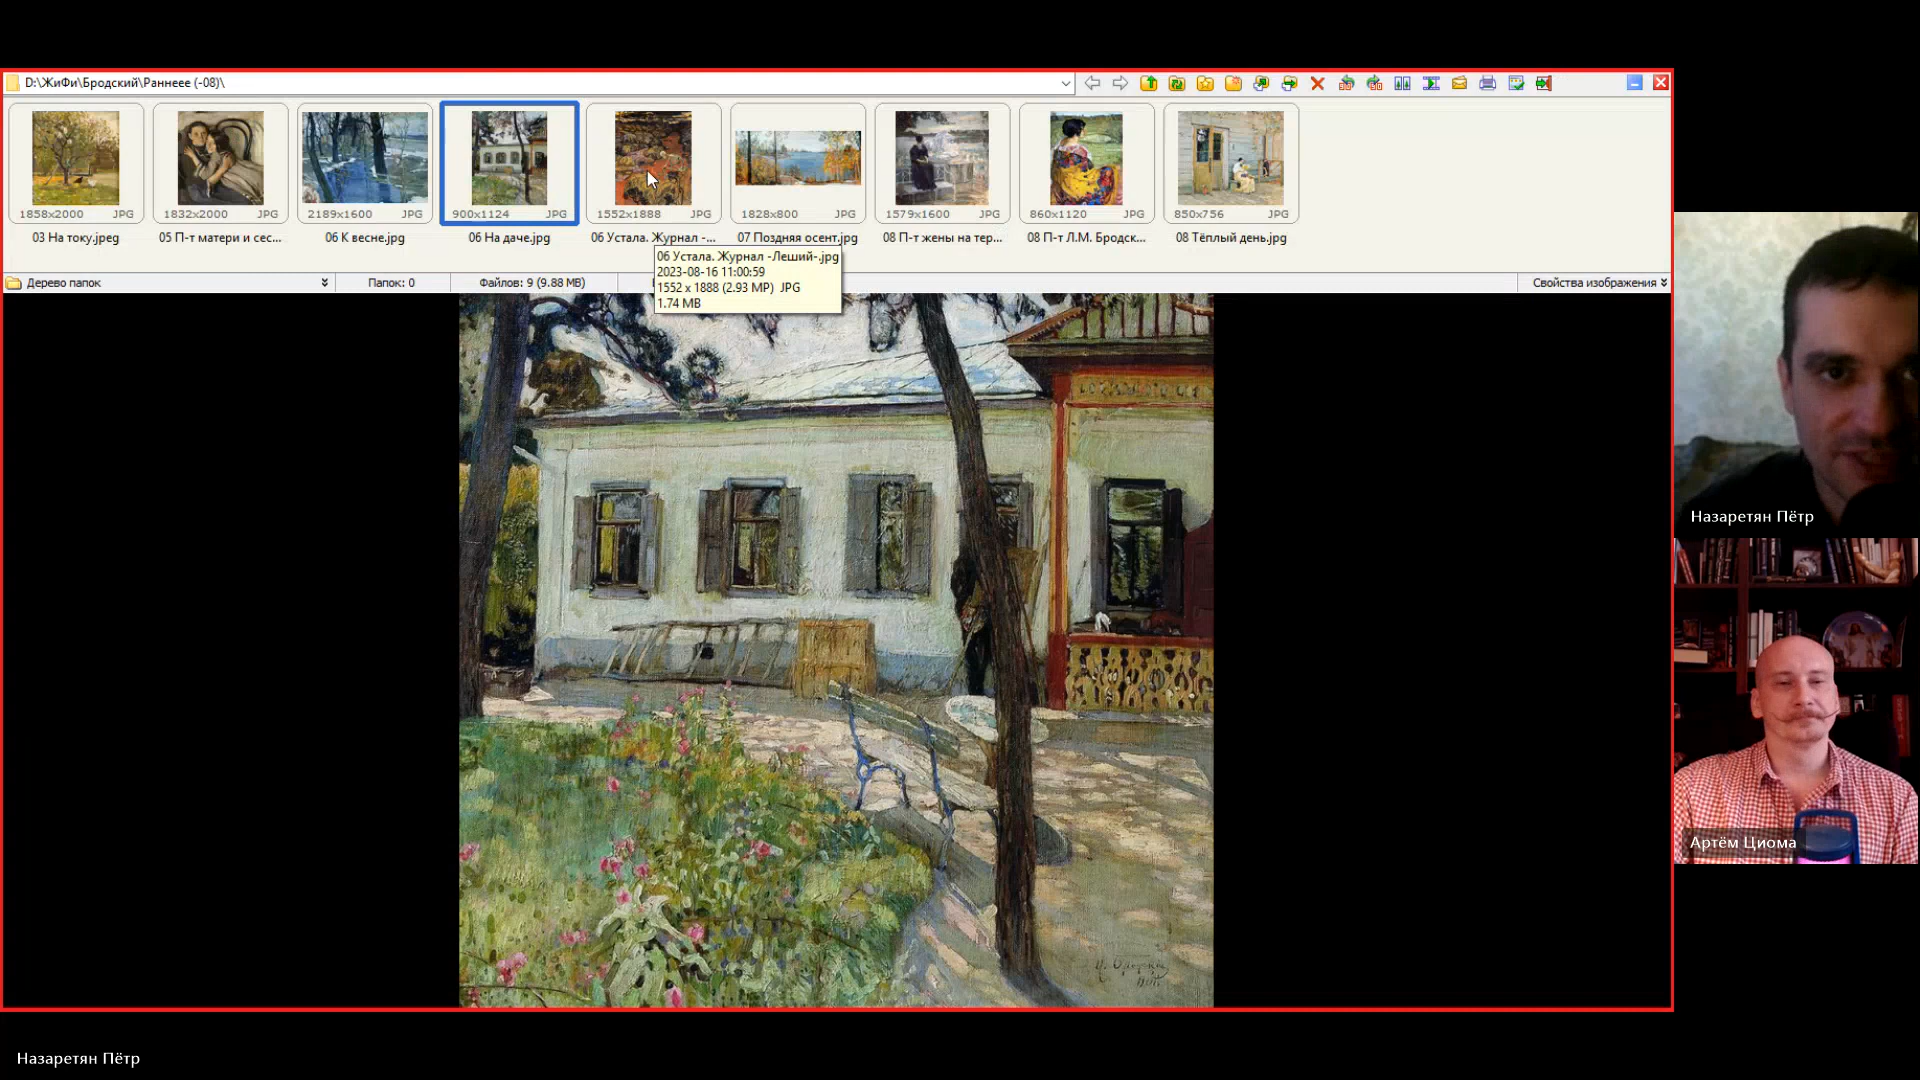 D:\ЖиФи\Бродский\Раннеее (-08)\
1858x2000 JPG
1832x2000 JPG
2189x1600 JPG
900x1124 JPG
1552x1888 JPG
1828x800 JPG
1579x1600 JPG
860x1120 JPG
850x756 JPG
03 На току.jpeg
05 П-т матери и сес...
06 К весне.jpg
06 На даче.jpg
06 Устала. Журнал -...
07 Поздняя осент.jpg
08 П-т жены на тер...
08 П-т Л.М. Бродск...
08 Тёплый день.jpg
06 Устала. Журнал -Леший-.jpg
2023-08-16 11:00:59
1552 x 1888 (2.93 MP) JPG
1.74 MB
Дерево папок
Папок: 0
Файлов: 9 (9.88 MB)
Свойства изображения
Назаретян Пётр
Артём Циома
Назаретян Пётр